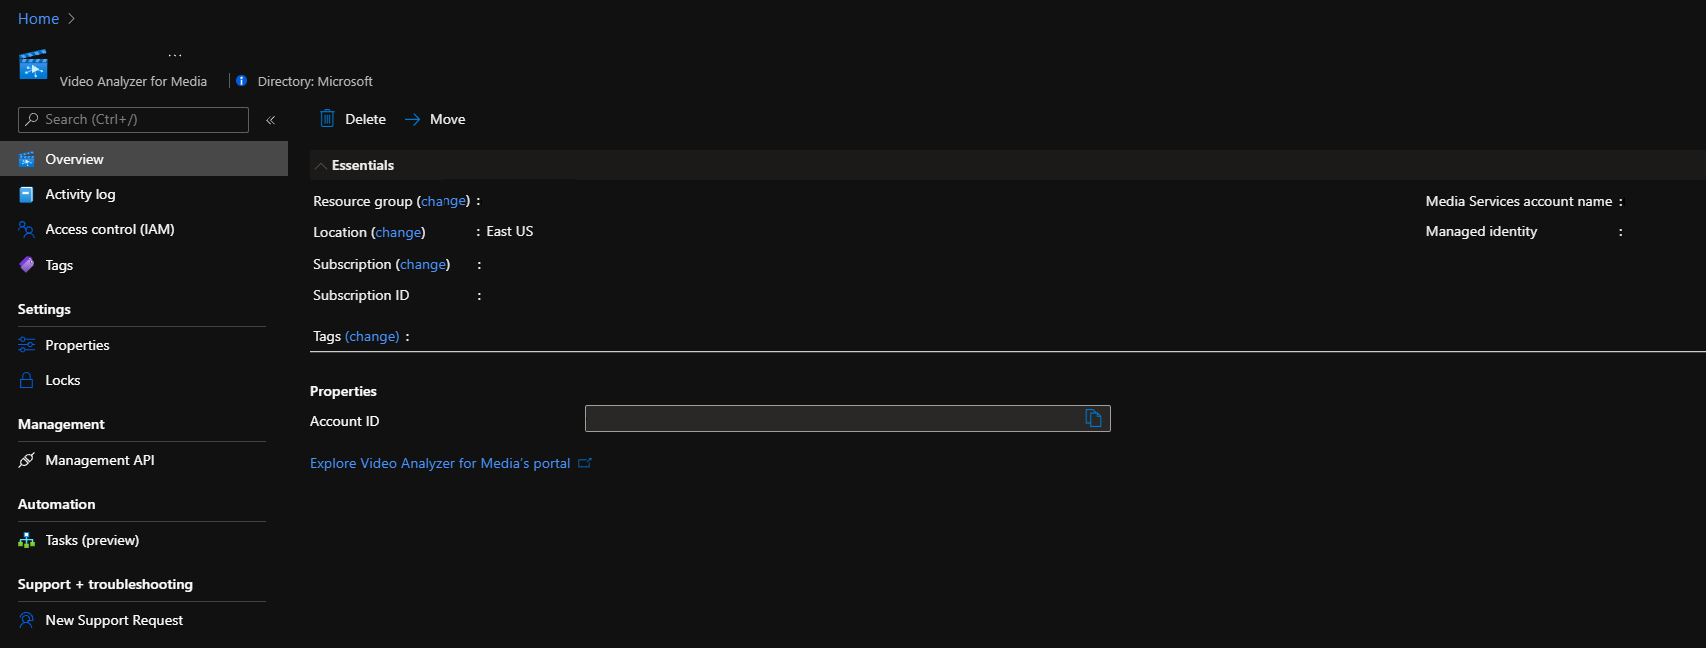 Home >
...
Video Analyzer for Media | Directory: Microsoft
Search (Ctrl+/) «
Delete Move
Overview
Activity log
Access control (IAM)
Tags
Settings
Properties
Locks
Management
Management API
Automation
Tasks (preview)
Support + troubleshooting
New Support Request
Essentials
Resource group (change) :
Location (change) : East US
Subscription (change) :
Subscription ID :
Media Services account name :
Managed identity :
Tags (change) :
Properties
Account ID
Explore Video Analyzer for Media's portal